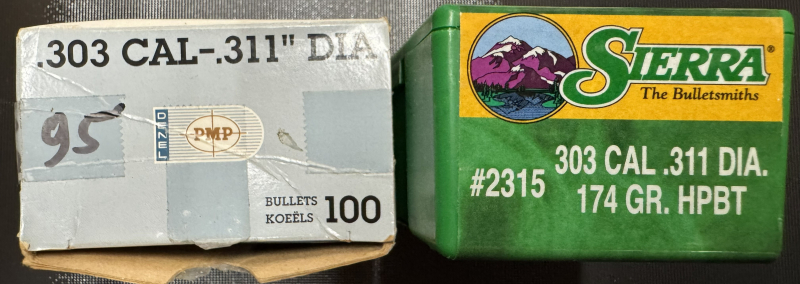 .303 CAL-.311" DIA
95
DENEL
PMP
BULLETS
KOEËLS
100
SIERRA®
The Bulletsmiths
#2315
303 CAL .311 DIA.
174 GR. HPBT